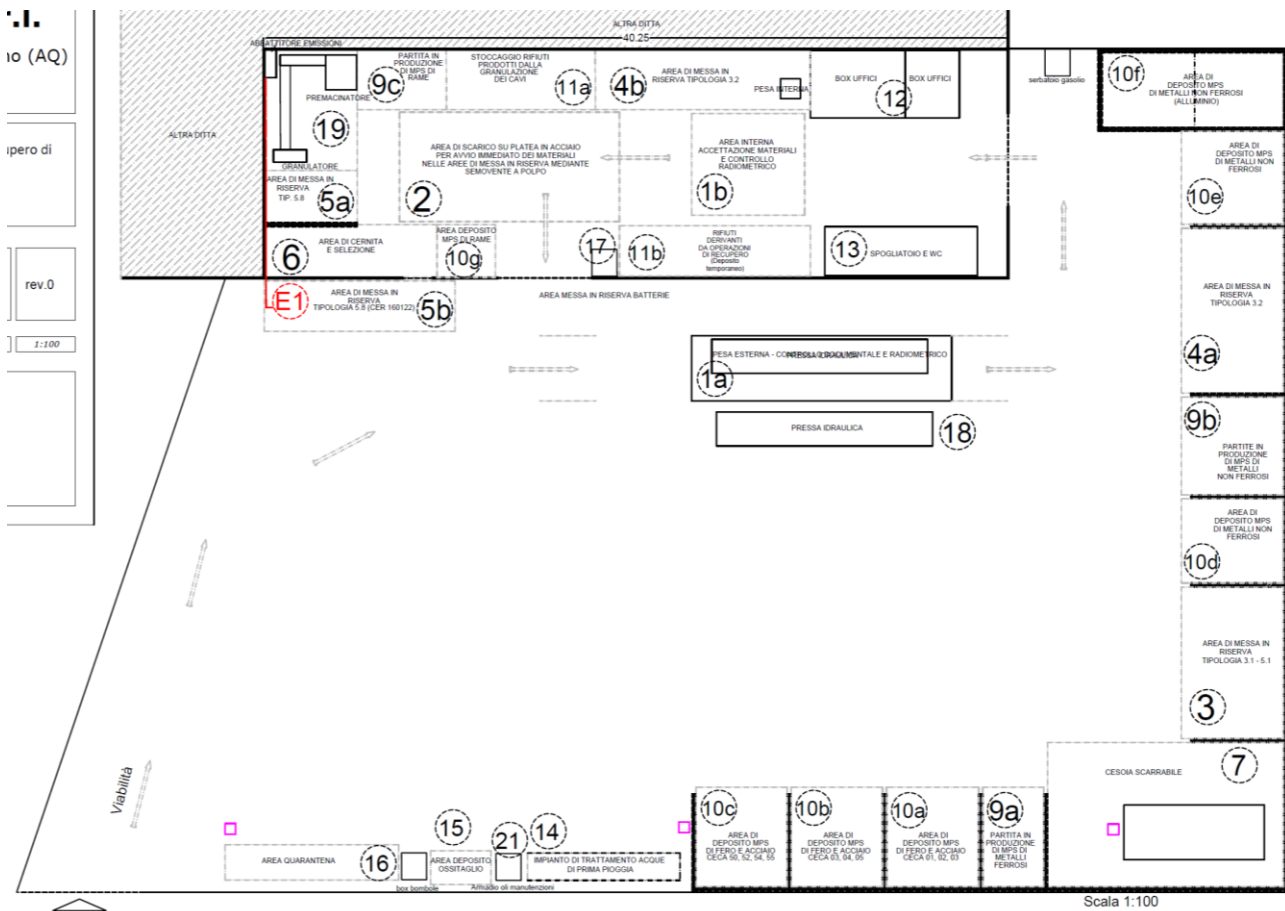 .r.l.
no (AQ)
upero di
rev.0
1:100
ALTRA DITTA
40.25
ABBATTITORE EMISSIONI
PREMACINATORE
19
GRANULATORE
9c
PARTITA IN
PRODUZIONE
DI MPS DI
RAME
STOCCAGGIO RIFIUTI
PRODOTTI DALLA
GRANULAZIONE
DEI CAVI
11a
4b
AREA DI MESSA IN
RISERVA TIPOLOGIA 3.2
PESA INTERNA
BOX UFFICI
BOX UFFICI
12
serbatoio gasolio
10f
AREA DI
DEPOSITO MPS
DI METALLI NON FERROSI
(ALLUMINIO)
ALTRA DITTA
AREA DI MESSA IN
RISERVA
TIP. 5.8
5a
AREA DI SCARICO SU PLATEA IN ACCIAIO
PER AVVIO IMMEDIATO DEI MATERIALI
NELLE AREE DI MESSA IN RISERVA MEDIANTE
SEMOVENTE A POLPO
2
AREA INTERNA
ACCETTAZIONE MATERIALI
E CONTROLLO
RADIOMETRICO
1b
AREA DI
DEPOSITO MPS
DI METALLI NON
FERROSI
10e
6
AREA DI CERNITA
E SELEZIONE
AREA DEPOSITO
MPS DI RAME
10g
17
11b
RIFIUTI
DERIVANTI
DA OPERAZIONI
DI RECUPERO
(Deposito
temporaneo)
13
SPOGLIATOIO E WC
E1
AREA DI MESSA IN
RISERVA
TIPOLOGIA 5.8 (CER 160122)
5b
AREA MESSA IN RISERVA BATTERIE
AREA DI MESSA IN
RISERVA
TIPOLOGIA 3.2
4a
PESA ESTERNA - CONTROLLO DOCUMENTALE E RADIOMETRICO
PRESSA IDRAULICA
1a
PRESSA IDRAULICA
18
9b
PARTITE IN
PRODUZIONE
DI MPS DI
METALLI
NON FERROSI
AREA DI
DEPOSITO MPS
DI METALLI NON
FERROSI
10d
AREA DI MESSA IN
RISERVA
TIPOLOGIA 3.1 - 5.1
3
CESOIA SCARRABILE
7
Viabilità
AREA QUARANTENA
16
box bombole
15
AREA DEPOSITO
OSSITAGLIO
21
Armadio oli manutenzioni
14
IMPIANTO DI TRATTAMENTO ACQUE
DI PRIMA PIOGGIA
10c
AREA DI
DEPOSITO MPS
DI FERO E ACCIAIO
CECA 50, 52, 54, 55
10b
AREA DI
DEPOSITO MPS
DI FERO E ACCIAIO
CECA 03, 04, 05
10a
AREA DI
DEPOSITO MPS
DI FERO E ACCIAIO
CECA 01, 02, 03
9a
PARTITA IN
PRODUZIONE
DI MPS DI
METALLI
FERROSI
Scala 1:100